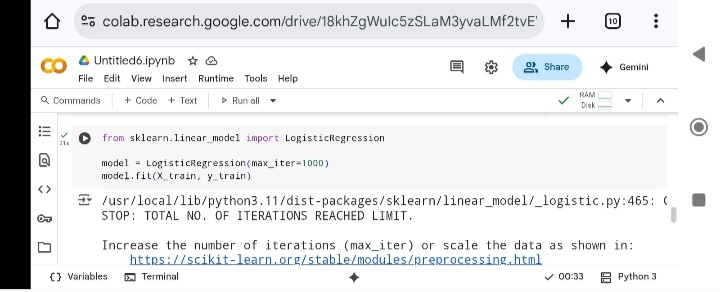 colab.research.google.com/drive/18khZgWulc5zSLaM3yvaLMf2tvE
10
CO
Untitled6.ipynb
File Edit View Insert Runtime Tools Help
Share
Gemini
Commands + Code + Text Run all
RAM
Disk
21s
from sklearn.linear_model import LogisticRegression
model = LogisticRegression(max_iter=1000)
model.fit(X_train, y_train)
/usr/local/lib/python3.11/dist-packages/sklearn/linear_model/_logistic.py:465:
STOP: TOTAL NO. OF ITERATIONS REACHED LIMIT.
Increase the number of iterations (max_iter) or scale the data as shown in:
https://scikit-learn.org/stable/modules/preprocessing.html
Variables Terminal 00:33 Python 3